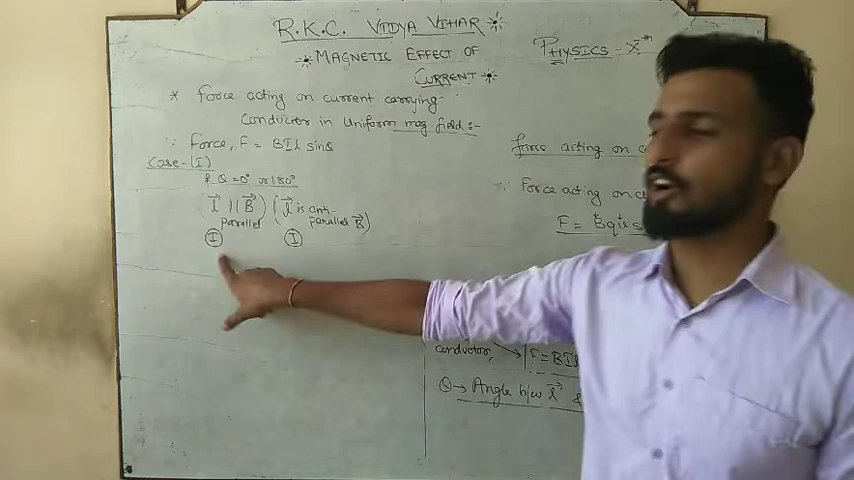 R.K.C. VIDYA VIHAR
MAGNETIC EFFECT OF
CURRENT
PHYSICS - X th
* Force acting on current carrying
Conductor in Uniform mag. field:-
∵ Force, F = BIl sinθ
Case-(I)
if θ = 0° or 180°
l⃗ || B⃗ ) ( l⃗ is anti-
parallel parallel B⃗ )
I I
force acting on
∵ Force acting on
F = Bqv
conductor,
F = BIl
θ → Angle b/w l⃗ &